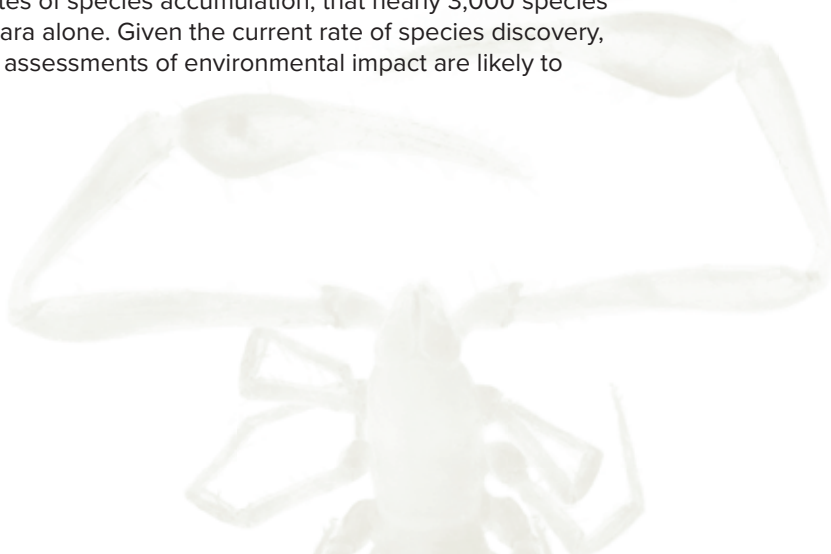 tes of species accumulation, that nearly 3,000 species
ara alone. Given the current rate of species discovery,
assessments of environmental impact are likely to